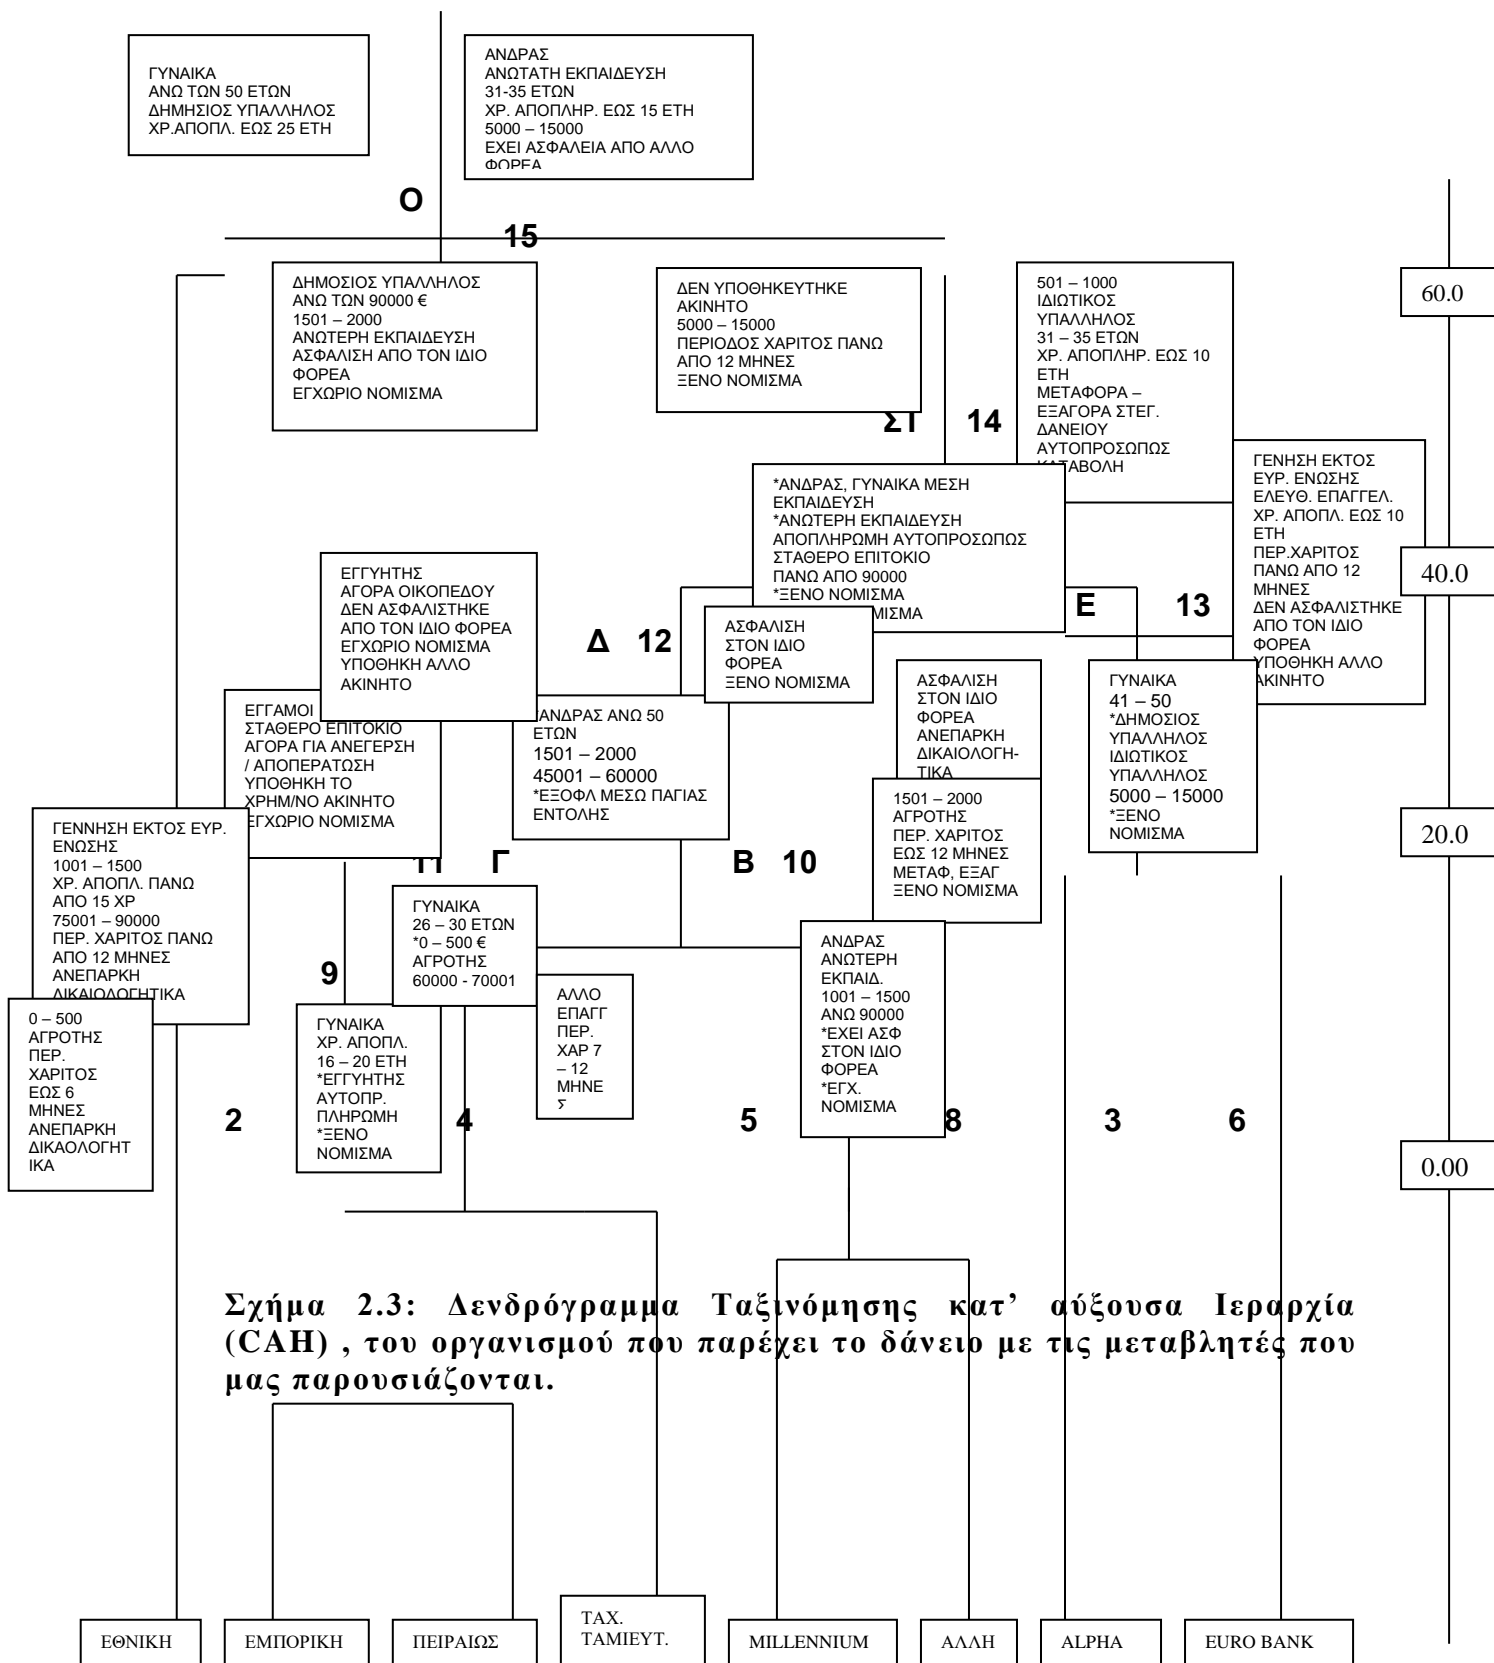 ΓΥΝΑΙΚΑ
ΑΝΩ ΤΩΝ 50 ΕΤΩΝ
ΔΗΜΗΣΙΟΣ ΥΠΑΛΛΗΛΟΣ
ΧΡ.ΑΠΟΠΛ. ΕΩΣ 25 ΕΤΗ
ΑΝΔΡΑΣ
ΑΝΩΤΑΤΗ ΕΚΠΑΙΔΕΥΣΗ
31-35 ΕΤΩΝ
ΧΡ. ΑΠΟΠΛΗΡ. ΕΩΣ 15 ΕΤΗ
5000 – 15000
ΕΧΕΙ ΑΣΦΑΛΕΙΑ ΑΠΟ ΑΛΛΟ
ΦΟΡΕΑ
Ο
15
ΔΗΜΟΣΙΟΣ ΥΠΑΛΛΗΛΟΣ
ΑΝΩ ΤΩΝ 90000 €
1501 – 2000
ΑΝΩΤΕΡΗ ΕΚΠΑΙΔΕΥΣΗ
ΑΣΦΑΛΙΣΗ ΑΠΟ ΤΟΝ ΙΔΙΟ
ΦΟΡΕΑ
ΕΓΧΩΡΙΟ ΝΟΜΙΣΜΑ
ΔΕΝ ΥΠΟΘΗΚΕΥΤΗΚΕ
ΑΚΙΝΗΤΟ
5000 – 15000
ΠΕΡΙΟΔΟΣ ΧΑΡΙΤΟΣ ΠΑΝΩ
ΑΠΟ 12 ΜΗΝΕΣ
ΞΕΝΟ ΝΟΜΙΣΜΑ
501 – 1000
ΙΔΙΩΤΙΚΟΣ
ΥΠΑΛΛΗΛΟΣ
31 – 35 ΕΤΩΝ
ΧΡ. ΑΠΟΠΛΗΡ. ΕΩΣ 10
ΕΤΗ
ΜΕΤΑΦΟΡΑ –
ΕΞΑΓΟΡΑ ΣΤΕΓ.
ΔΑΝΕΙΟΥ
ΑΥΤΟΠΡΟΣΩΠΩΣ
ΚΑΤΑΒΟΛΗ
60.0
ΣΤ
14
*ΑΝΔΡΑΣ, ΓΥΝΑΙΚΑ ΜΕΣΗ
ΕΚΠΑΙΔΕΥΣΗ
*ΑΝΩΤΕΡΗ ΕΚΠΑΙΔΕΥΣΗ
ΑΠΟΠΛΗΡΩΜΗ ΑΥΤΟΠΡΟΣΩΠΩΣ
ΣΤΑΘΕΡΟ ΕΠΙΤΟΚΙΟ
ΠΑΝΩ ΑΠΟ 90000
*ΞΕΝΟ ΝΟΜΙΣΜΑ
ΜΙΣΜΑ
ΓΕΝΗΣΗ ΕΚΤΟΣ
ΕΥΡ. ΕΝΩΣΗΣ
ΕΛΕΥΘ. ΕΠΑΓΓΕΛ.
ΧΡ. ΑΠΟΠΛ. ΕΩΣ 10
ΕΤΗ
ΠΕΡ.ΧΑΡΙΤΟΣ
ΠΑΝΩ ΑΠΟ 12
ΜΗΝΕΣ
ΔΕΝ ΑΣΦΑΛΙΣΤΗΚΕ
ΑΠΟ ΤΟΝ ΙΔΙΟ
ΦΟΡΕΑ
ΥΠΟΘΗΚΗ ΑΛΛΟ
ΑΚΙΝΗΤΟ
40.0
ΕΓΓΥΗΤΗΣ
ΑΓΟΡΑ ΟΙΚΟΠΕΔΟΥ
ΔΕΝ ΑΣΦΑΛΙΣΤΗΚΕ
ΑΠΟ ΤΟΝ ΙΔΙΟ ΦΟΡΕΑ
ΕΓΧΩΡΙΟ ΝΟΜΙΣΜΑ
ΥΠΟΘΗΚΗ ΑΛΛΟ
ΑΚΙΝΗΤΟ
Δ
12
ΑΣΦΑΛΙΣΗ
ΣΤΟΝ ΙΔΙΟ
ΦΟΡΕΑ
ΞΕΝΟ ΝΟΜΙΣΜΑ
Ε
13
ΕΓΓΑΜΟΙ
ΣΤΑΘΕΡΟ ΕΠΙΤΟΚΙΟ
ΑΓΟΡΑ ΓΙΑ ΑΝΕΓΕΡΣΗ
/ ΑΠΟΠΕΡΑΤΩΣΗ
ΥΠΟΘΗΚΗ ΤΟ
ΧΡΗΜ/ΝΟ ΑΚΙΝΗΤΟ
ΕΓΧΩΡΙΟ ΝΟΜΙΣΜΑ
ΑΝΔΡΑΣ ΑΝΩ 50
ΕΤΩΝ
1501 – 2000
45001 – 60000
*ΕΞΟΦΛ ΜΕΣΩ ΠΑΓΙΑΣ
ΕΝΤΟΛΗΣ
ΑΣΦΑΛΙΣΗ
ΣΤΟΝ ΙΔΙΟ
ΦΟΡΕΑ
ΑΝΕΠΑΡΚΗ
ΔΙΚΑΙΟΛΟΓΗ-
ΤΙΚΑ
ΓΥΝΑΙΚΑ
41 – 50
*ΔΗΜΟΣΙΟΣ
ΥΠΑΛΛΗΛΟΣ
ΙΔΙΩΤΙΚΟΣ
ΥΠΑΛΛΗΛΟΣ
5000 – 15000
*ΞΕΝΟ
ΝΟΜΙΣΜΑ
20.0
ΓΕΝΝΗΣΗ ΕΚΤΟΣ ΕΥΡ.
ΕΝΩΣΗΣ
1001 – 1500
ΧΡ. ΑΠΟΠΛ. ΠΑΝΩ
ΑΠΟ 15 ΧΡ
75001 – 90000
ΠΕΡ. ΧΑΡΙΤΟΣ ΠΑΝΩ
ΑΠΟ 12 ΜΗΝΕΣ
ΑΝΕΠΑΡΚΗ
ΔΙΚΑΙΟΛΟΓΗΤΙΚΑ
11
Γ
Β
10
1501 – 2000
ΑΓΡΟΤΗΣ
ΠΕΡ. ΧΑΡΙΤΟΣ
ΕΩΣ 12 ΜΗΝΕΣ
ΜΕΤΑΦ, ΕΞΑΓ
ΞΕΝΟ ΝΟΜΙΣΜΑ
ΓΥΝΑΙΚΑ
26 – 30 ΕΤΩΝ
*0 – 500 €
ΑΓΡΟΤΗΣ
60000 - 70001
9
ΑΛΛΟ
ΕΠΑΓΓ
ΠΕΡ.
ΧΑΡ 7
– 12
ΜΗΝΕ
Σ
ΑΝΔΡΑΣ
ΑΝΩΤΕΡΗ
ΕΚΠΑΙΔ.
1001 – 1500
ΑΝΩ 90000
*ΕΧΕΙ ΑΣΦ
ΣΤΟΝ ΙΔΙΟ
ΦΟΡΕΑ
*ΕΓΧ.
ΝΟΜΙΣΜΑ
0 – 500
ΑΓΡΟΤΗΣ
ΠΕΡ.
ΧΑΡΙΤΟΣ
ΕΩΣ 6
ΜΗΝΕΣ
ΑΝΕΠΑΡΚΗ
ΔΙΚΑΟΛΟΓΗΤ
ΙΚΑ
2
ΓΥΝΑΙΚΑ
ΧΡ. ΑΠΟΠΛ.
16 – 20 ΕΤΗ
*ΕΓΓΥΗΤΗΣ
ΑΥΤΟΠΡ.
ΠΛΗΡΩΜΗ
*ΞΕΝΟ
ΝΟΜΙΣΜΑ
4
5
8
3
6
0.00
Σχήμα 2.3: Δενδρόγραμμα Ταξινόμησης κατ’ αύξουσα Ιεραρχία
(CAH) , του οργανισμού που παρέχει το δάνειο με τις μεταβλητές που
μας παρουσιάζονται.
ΕΘΝΙΚΗ
ΕΜΠΟΡΙΚΗ
ΠΕΙΡΑΙΩΣ
ΤΑΧ.
ΤΑΜΙΕΥΤ.
MILLENNIUM
ΑΛΛΗ
ALPHA
EURO BANK